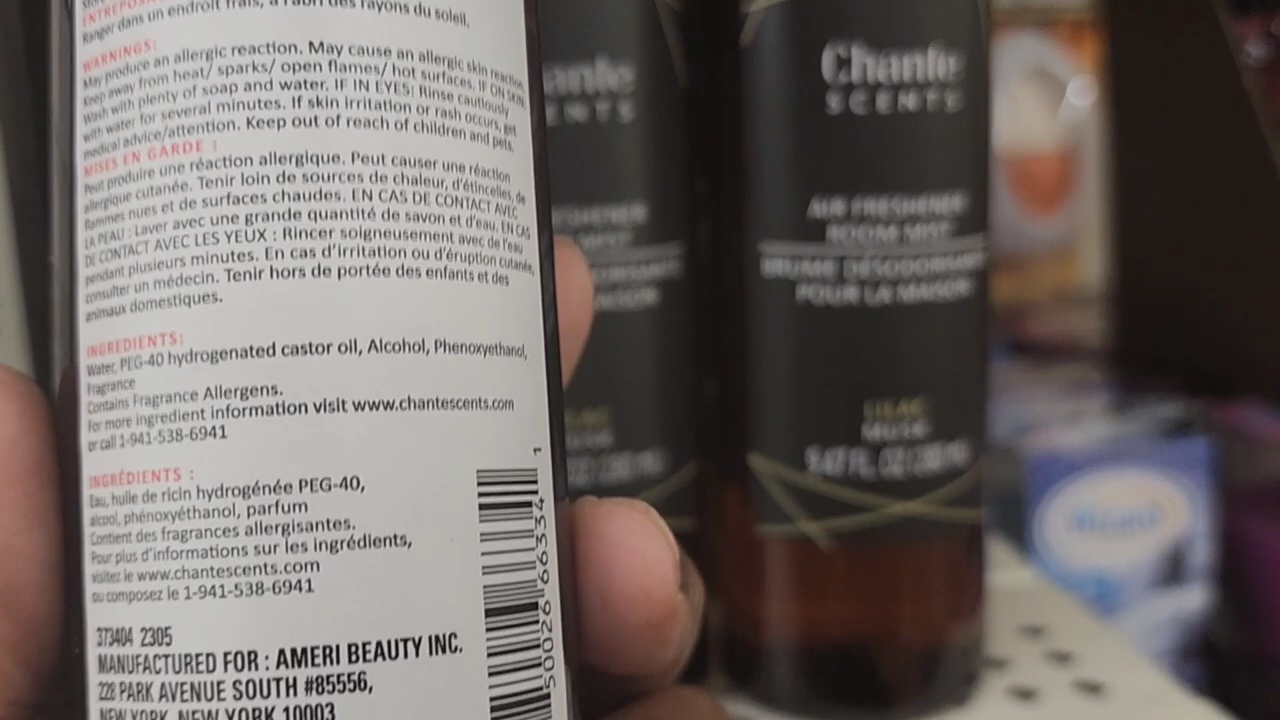 Ranger dans un endroit frais, à l'abri des rayons du soleil.
WARNINGS:
May produce an allergic reaction. May cause an allergic skin reaction.
Keep away from heat/ sparks/ open flames/ hot surfaces. IF ON SKIN:
Wash with plenty of soap and water. IF IN EYES: Rinse cautiously
with water for several minutes. If skin irritation or rash occurs, get
medical advice/attention. Keep out of reach of children and pets.
MISES EN GARDE :
Peut produire une réaction allergique. Peut causer une réaction
allergique cutanée. Tenir loin de sources de chaleur, d'étincelles, de
flammes nues et de surfaces chaudes. EN CAS DE CONTACT AVEC
LA PEAU : Laver avec une grande quantité de savon et d'eau. EN CAS
DE CONTACT AVEC LES YEUX : Rincer soigneusement avec de l'eau
pendant plusieurs minutes. En cas d'irritation ou d'éruption cutanée,
consulter un médecin. Tenir hors de portée des enfants et des
animaux domestiques.
INGREDIENTS:
Water, PEG-40 hydrogenated castor oil, Alcohol, Phenoxyethanol,
Fragrance
Contains Fragrance Allergens.
For more ingredient information visit www.chantescents.com
or call 1-941-538-6941
INGRÉDIENTS :
Eau, huile de ricin hydrogénée PEG-40,
alcool, phénoxyéthanol, parfum
Contient des fragrances allergisantes.
Pour plus d'informations sur les ingrédients,
visitez le www.chantescents.com
ou composez le 1-941-538-6941
373404 2305
MANUFACTURED FOR : AMERI BEAUTY INC.
228 PARK AVENUE SOUTH #85556,
NEW YORK, NEW YORK 10003
50026 66334 1
SCENTS
Chante
SCENTS
AIR FRESHENER
ROOM MIST
BRUME DÉSODORISANTE
POUR LA MAISON
LILAC
MUSK